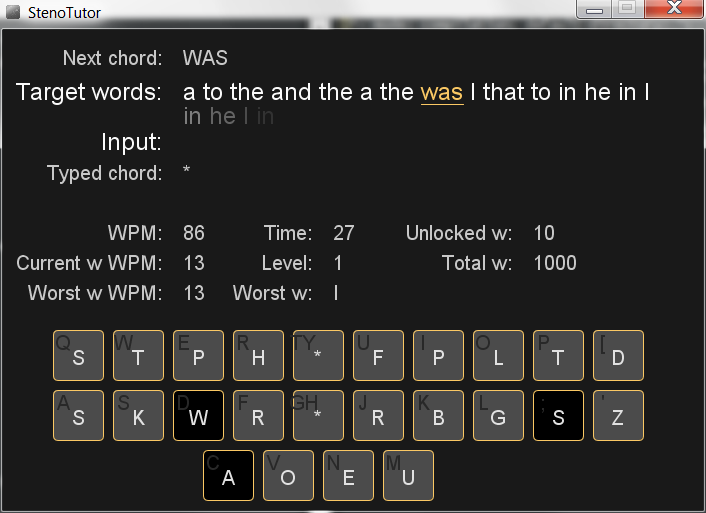 StenoTutor
Next chord: WAS
Target words: a to the and the a the was I that to in he in I
in he I in
Input:
Typed chord: *
WPM: 86 Time: 27 Unlocked w: 10
Current w WPM: 13 Level: 1 Total w: 1000
Worst w WPM: 13 Worst w: I
Q W E R TY U I O P [
S T P H * F P L T D
A S D F GH J K L ; '
S K W R * R B G S Z
C V N M
A O E U